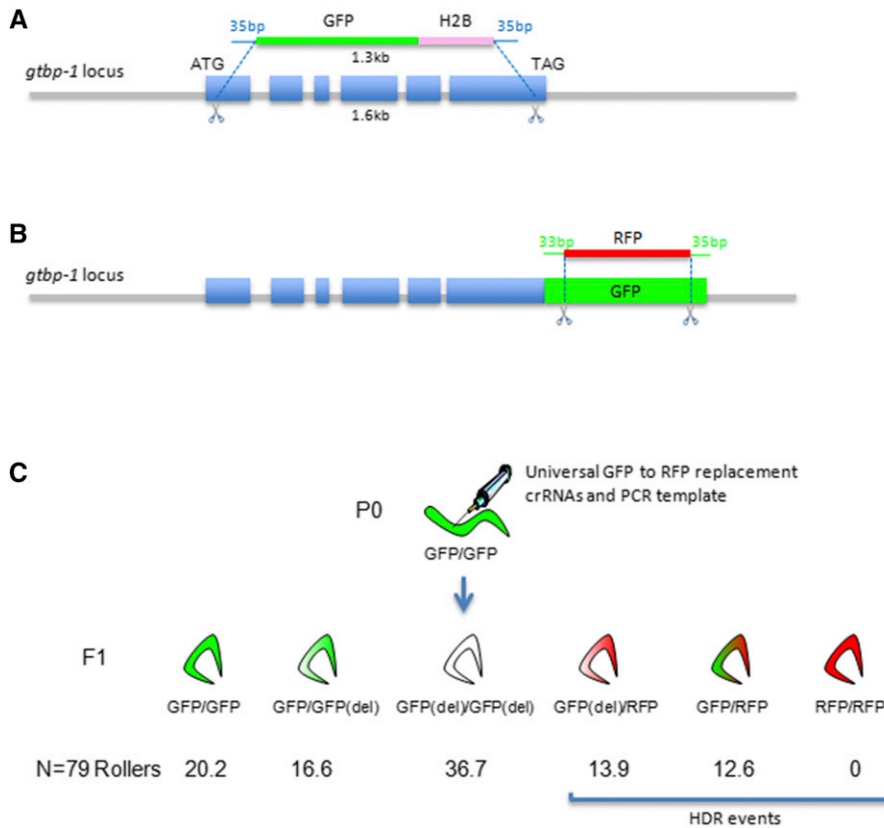 A
35bp GFP H2B 35bp
ATG 1.3kb TAG
gtbp-1 locus
1.6kb
B
33bp RFP 35bp
gtbp-1 locus
GFP
C
Universal GFP to RFP replacement
crRNAs and PCR template
P0
GFP/GFP
F1
GFP/GFP GFP/GFP(del) GFP(del)/GFP(del) GFP(del)/RFP GFP/RFP RFP/RFP
N=79 Rollers 20.2 16.6 36.7 13.9 12.6 0
HDR events